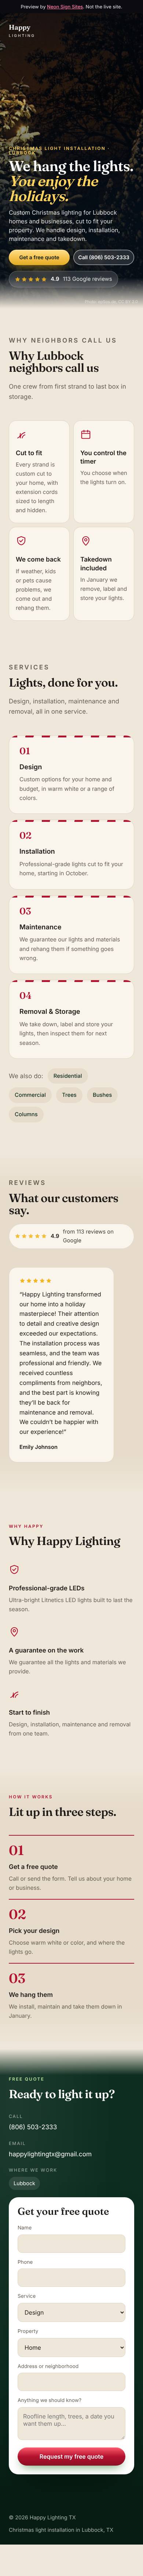 Preview by Neon Sign Sites. Not the live site.
Happy
LIGHTING
CHRISTMAS LIGHT INSTALLATION ·
LUBBOCK
We hang the lights.
You enjoy the
holidays.
Custom Christmas lighting for Lubbock
homes and businesses, cut to fit your
property. We handle design, installation,
maintenance and takedown.
Get a free quote
Call (806) 503-2333
★★★★★ 4.9 113 Google reviews
WHY NEIGHBORS CALL US
Why Lubbock
neighbors call us
One crew from first strand to last box in
storage.
Cut to fit
Every strand is
custom cut to
your home, with
extension cords
sized to length
and hidden.
You control the
timer
You choose when
the lights turn on.
We come back
If weather, kids
or pets cause
problems, we
come out and
rehang them.
Takedown
included
In January we
remove, label and
store your lights.
SERVICES
Lights, done for you.
Design, installation, maintenance and
removal, all in one service.
01
Design
Custom options for your home and
budget, in warm white or a range of
colors.
02
Installation
Professional-grade lights cut to fit your
home, starting in October.
03
Maintenance
We guarantee our lights and materials
and rehang them if something goes
wrong.
04
Removal & Storage
We take down, label and store your
lights, then inspect them for next
season.
We also do:
Residential
Commercial
Trees
Bushes
Columns
REVIEWS
What our customers
say.
★★★★★ 4.9 from 113 reviews on
Google
★★★★★
“Happy Lighting transformed
our home into a holiday
masterpiece! Their attention
to detail and creative design
exceeded our expectations.
The installation process was
seamless, and the team was
professional and friendly. We
received countless
compliments from neighbors,
and the best part is knowing
they'll be back for
maintenance and removal.
We couldn't be happier with
our experience!”
Emily Johnson
WHY HAPPY
Why Happy Lighting
Professional-grade LEDs
Ultra-bright Litnetics LED lights built to last the
season.
A guarantee on the work
We guarantee all the lights and materials we
provide.
Start to finish
Design, installation, maintenance and removal
from one team.
HOW IT WORKS
Lit up in three steps.
01
Get a free quote
Call or send the form. Tell us about your home
or business.
02
Pick your design
Choose warm white or color, and where the
lights go.
03
We hang them
We install, maintain and take them down in
January.
FREE QUOTE
Ready to light it up?
CALL
(806) 503-2333
EMAIL
happylightingtx@gmail.com
WHERE WE WORK
Lubbock
Get your free quote
Name
Phone
Service
Design
Property
Home
Address or neighborhood
Anything we should know?
Roofline length, trees, a date you
want them up...
Request my free quote
© 2026 Happy Lighting TX
Christmas light installation in Lubbock, TX